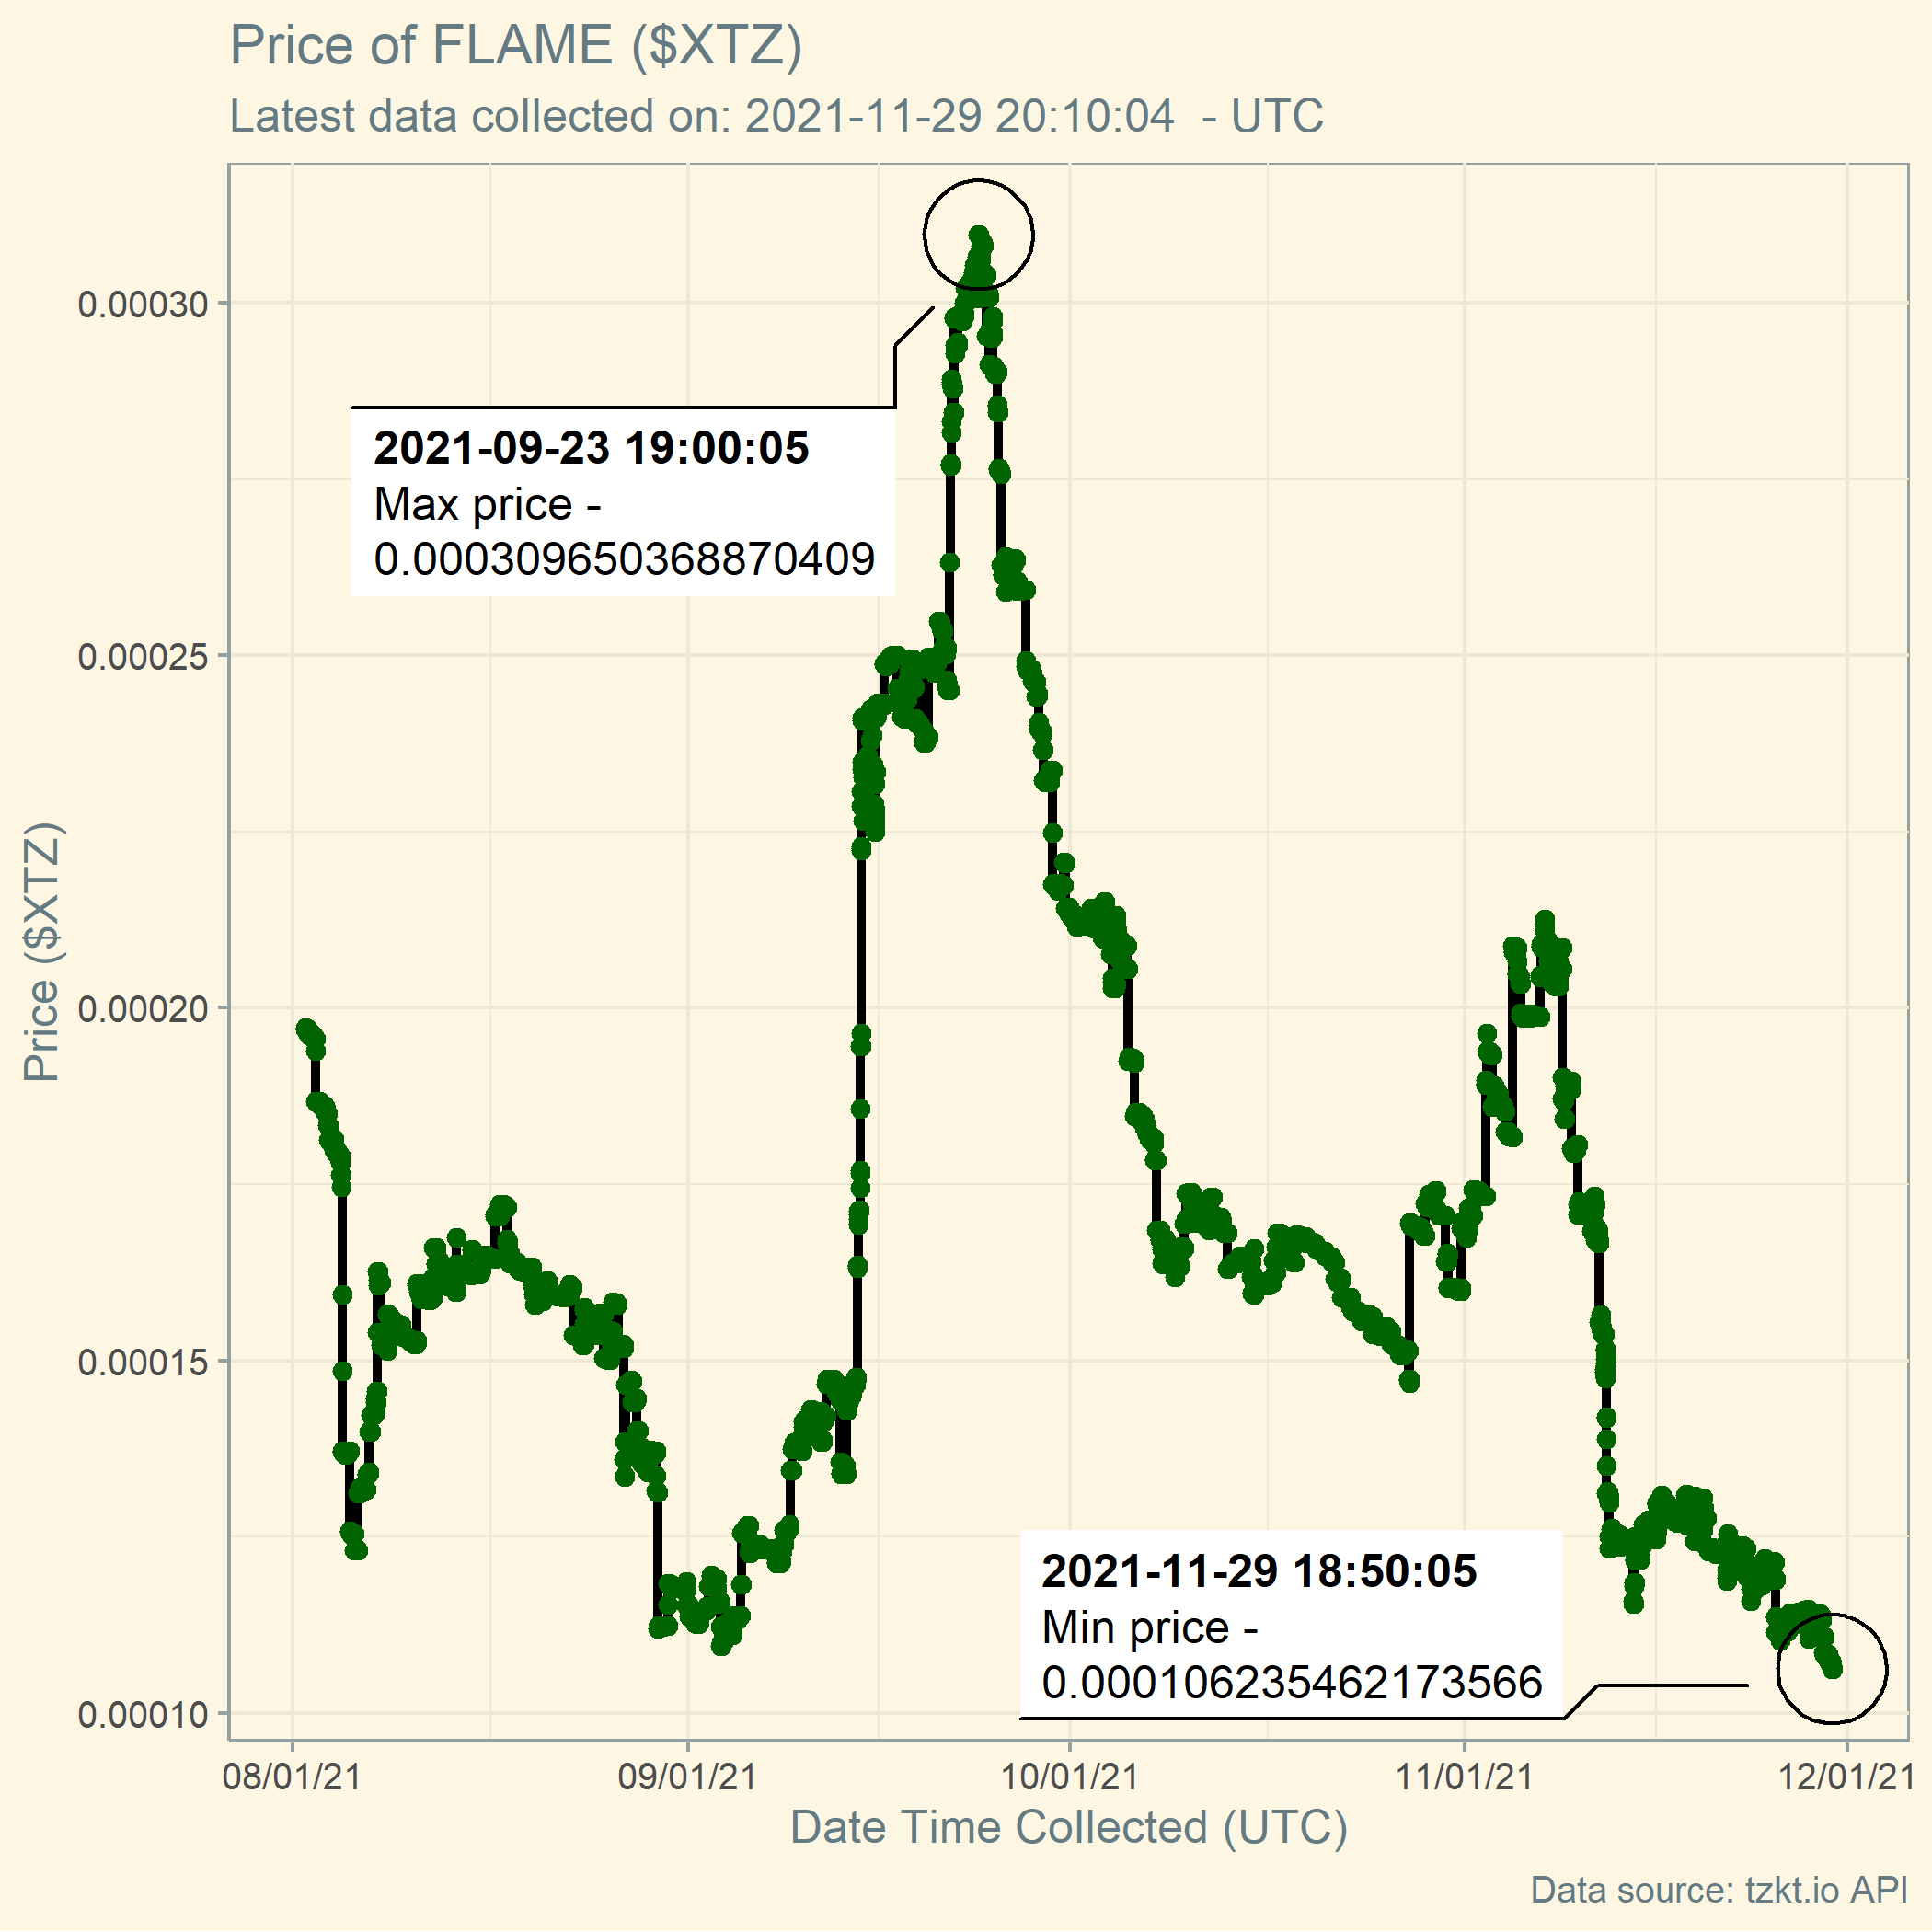 Price of FLAME ($XTZ)
Latest data collected on: 2021-11-29 20:10:04  - UTC
0.00030
2021-09-23 19:00:05
Max price -
0.000309650368870409
0.00025
Price ($XTZ)
0.00020
0.00015
2021-11-29 18:50:05
Min price -
0.000106235462173566
0.00010
08/01/21
09/01/21
10/01/21
11/01/21
12/01/21
Date Time Collected (UTC)
Data source: tzkt.io API